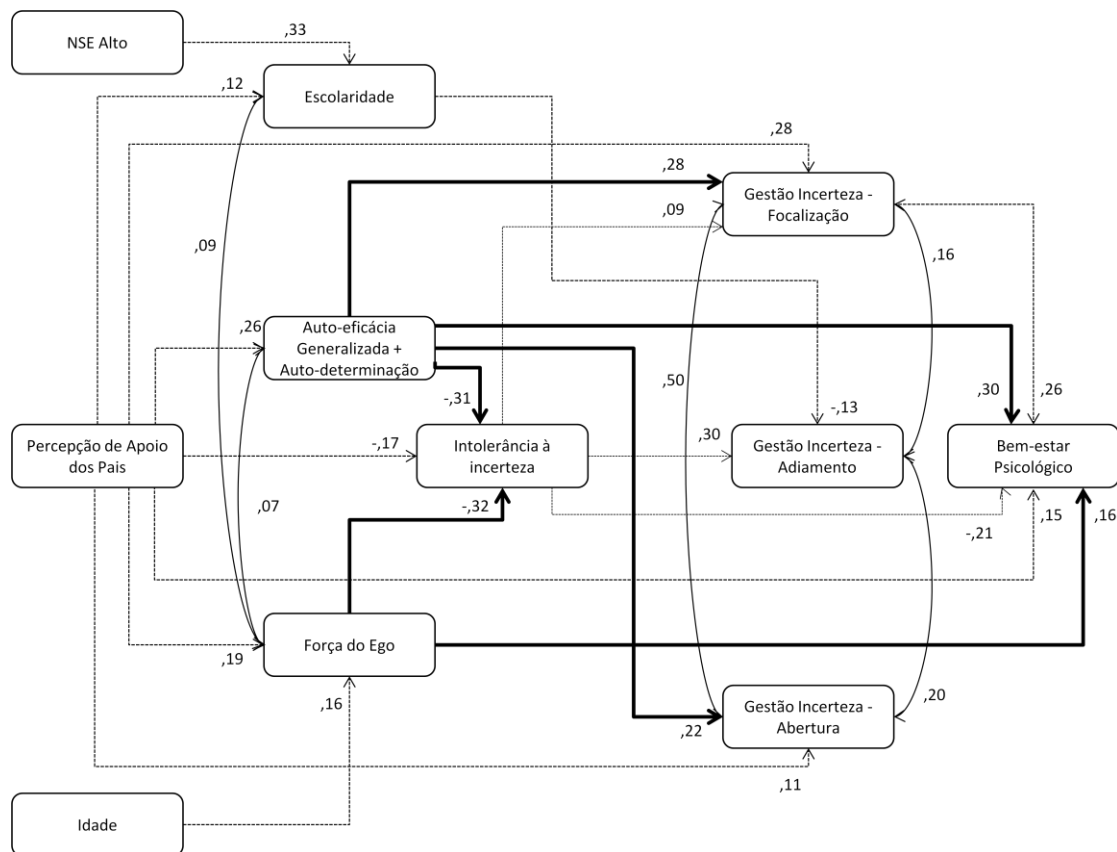 ,33
NSE Alto
,12
Escolaridade
,28
,28
Gestão Incerteza -
Focalização
,09
,09
,16
,26
Auto-eficácia
Generalizada +
Auto-determinação
,50
-,31
,30
,26
-,13
Percepção de Apoio
dos Pais
-,17
Intolerância à
incerteza
,30
Gestão Incerteza -
Adiamento
Bem-estar
Psicológico
,07
-,32
,15
,16
-,21
,19
Força do Ego
,16
Gestão Incerteza -
Abertura
,20
,22
,11
Idade